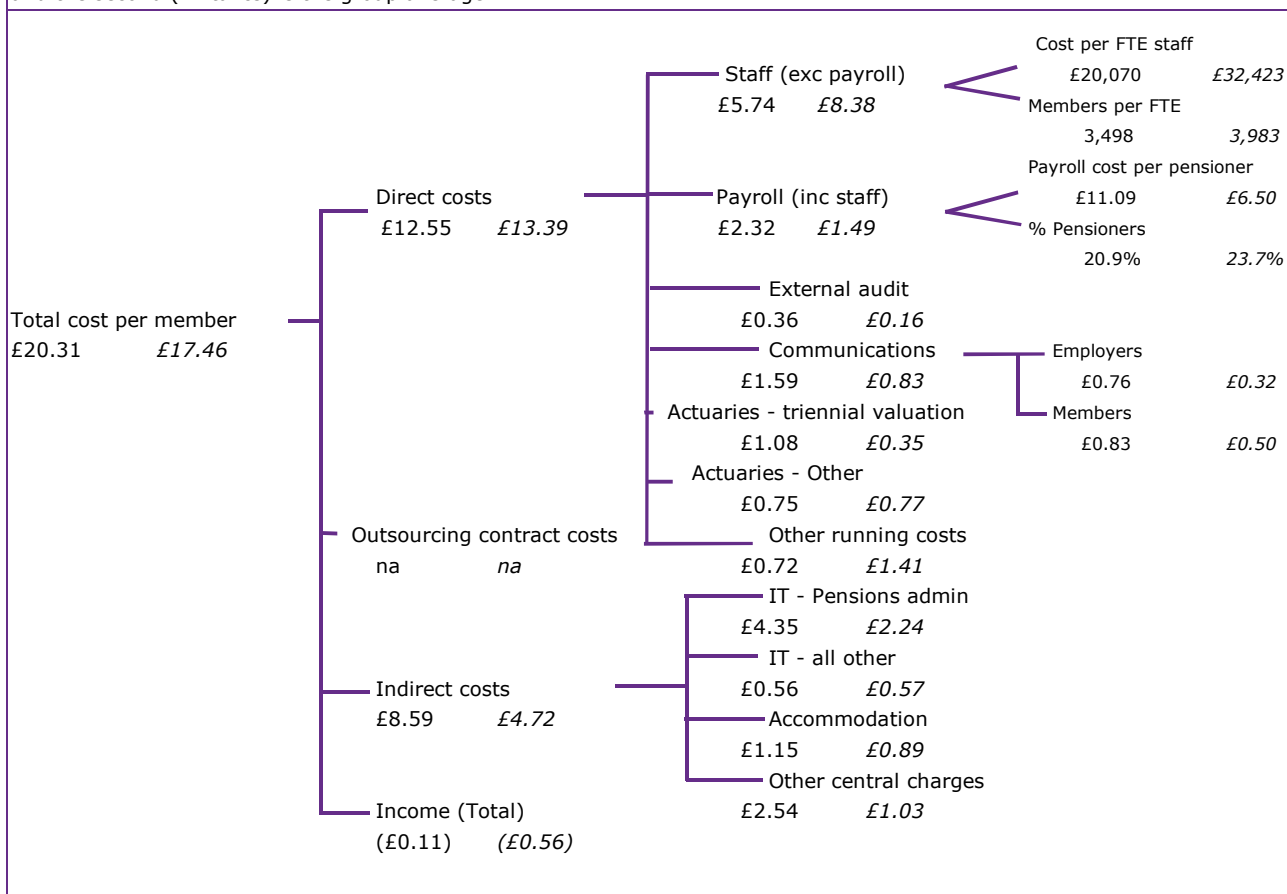 Cost per FTE staff
Staff (exc payroll) £20,070 £32,423
£5.74 £8.38 Members per FTE
3,498 3,983
Payroll cost per pensioner
Direct costs Payroll (inc staff) £11.09 £6.50
£12.55 £13.39 £2.32 £1.49 % Pensioners
20.9% 23.7%
External audit
Total cost per member £0.36 £0.16
£20.31 £17.46 Communications Employers
£1.59 £0.83 £0.76 £0.32
Actuaries - triennial valuation Members
£1.08 £0.35 £0.83 £0.50
Actuaries - Other
£0.75 £0.77
Outsourcing contract costs Other running costs
na na £0.72 £1.41
IT - Pensions admin
£4.35 £2.24
IT - all other
Indirect costs £0.56 £0.57
£8.59 £4.72 Accommodation
£1.15 £0.89
Other central charges
Income (Total) £2.54 £1.03
(£0.11) (£0.56)